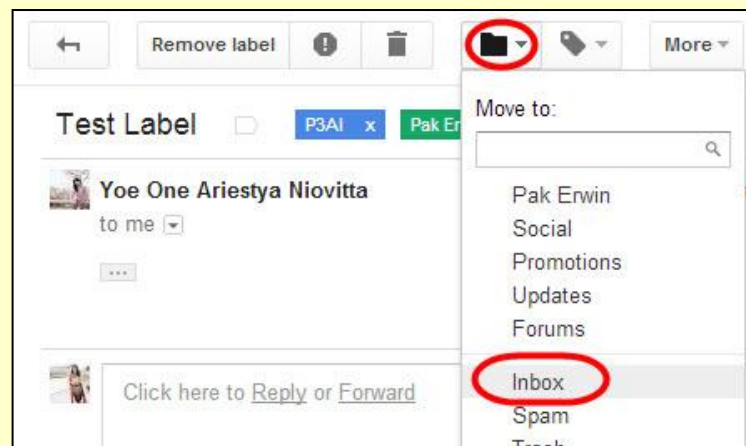 Remove label More
Test Label P3AI x Pak Er
Move to:
Yoe One Ariestya Niovitta
to me
Pak Erwin
Social
Promotions
Updates
Forums
Inbox
Spam
Trash
Click here to Reply or Forward